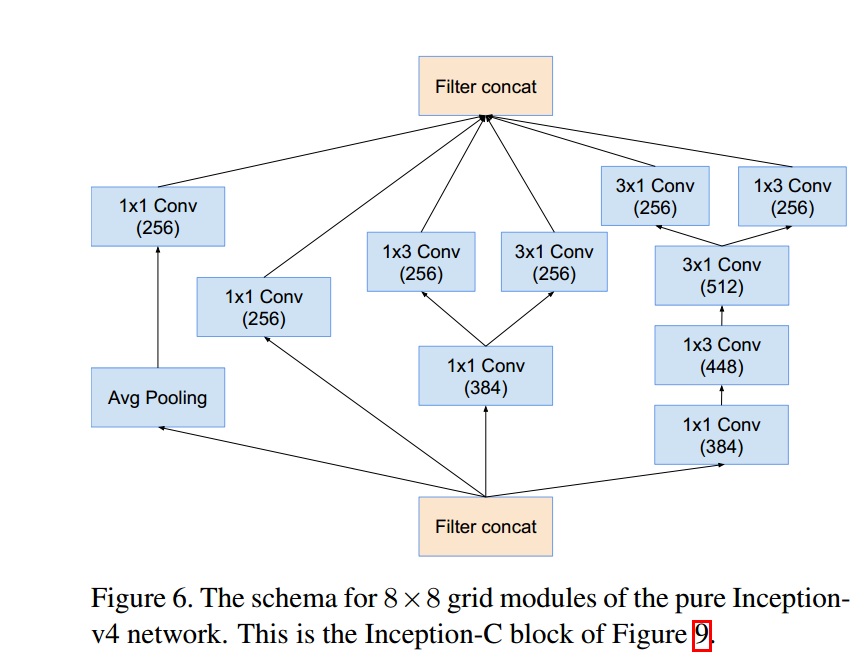 Filter concat
3x1 Conv
(256)
1x3 Conv
(256)
1x1 Conv
(256)
1x3 Conv
(256)
3x1 Conv
(256)
3x1 Conv
(512)
1x1 Conv
(256)
1x3 Conv
(448)
1x1 Conv
(384)
Avg Pooling
1x1 Conv
(384)
Filter concat
Figure 6. The schema for 8 × 8 grid modules of the pure Inception-
v4 network. This is the Inception-C block of Figure 9.